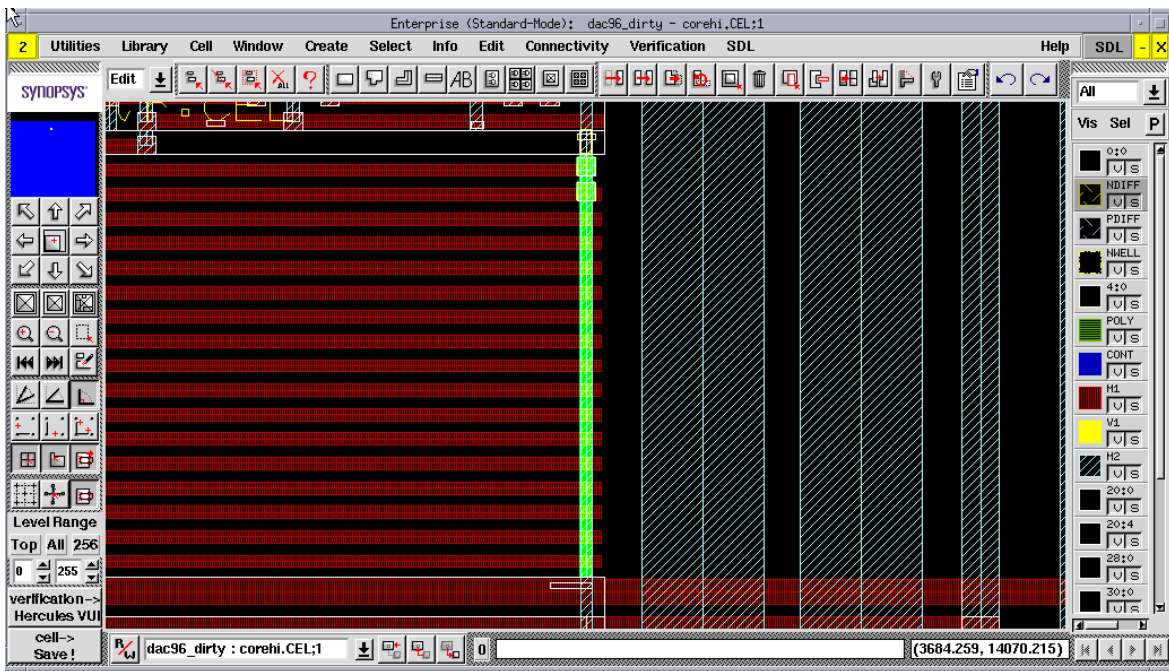 Enterprise (Standard-Mode); dac96_dirty - corehi.CEL;1
2 Utilities Library Cell Window Create Select Info Edit Connectivity Verification SDL Help SDL - X
SYNOPSYS®
Edit
ALL
?
AB
All
Vis Sel P
0:0
V S
NDIFF
V S
PDIFF
V S
NWELL
V S
4:0
V S
POLY
V S
CONT
V S
M1
V S
V1
V S
M2
V S
20:0
V S
20:4
V S
28:0
V S
30:0
V S
Level Range
Top All 256
0 255
verification->
Hercules VUI
cell->
Save!
R/W dac96_dirty : corehi.CEL;1 0 (3684.259, 14070.215)